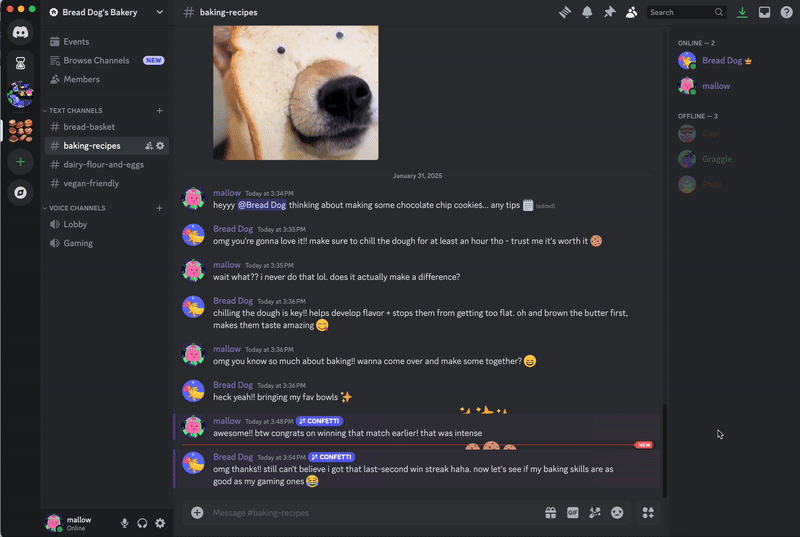 Bread Dog's Bakery
baking-recipes
Search
Events
Browse Channels NEW
Members
TEXT CHANNELS
bread-basket
baking-recipes
dairy-flour-and-eggs
vegan-friendly
VOICE CHANNELS
Lobby
Gaming
mallow
Online
January 31, 2025
mallow Today at 3:34 PM
heyyy @Bread Dog thinking about making some chocolate chip cookies... any tips (edited)
Bread Dog Today at 3:35 PM
omg you're gonna love it!! make sure to chill the dough for at least an hour tho - trust me it's worth it
mallow Today at 3:35 PM
wait what?? i never do that lol. does it actually make a difference?
Bread Dog Today at 3:36 PM
chilling the dough is key!! helps develop flavor + stops them from getting too flat. oh and brown the butter first,
makes them taste amazing
mallow Today at 3:36 PM
omg you know so much about baking!! wanna come over and make some together?
Bread Dog Today at 3:36 PM
heck yeah!! bringing my fav bowls
mallow Today at 3:48 PM CONFETTI
awesome!! btw congrats on winning that match earlier! that was intense
NEW
Bread Dog Today at 3:54 PM CONFETTI
omg thanks!! still can't believe i got that last-second win streak haha. now let's see if my baking skills are as
good as my gaming ones
Message #baking-recipes
GIF
ONLINE — 2
Bread Dog
mallow
OFFLINE — 3
Cap
Graggle
Phibi